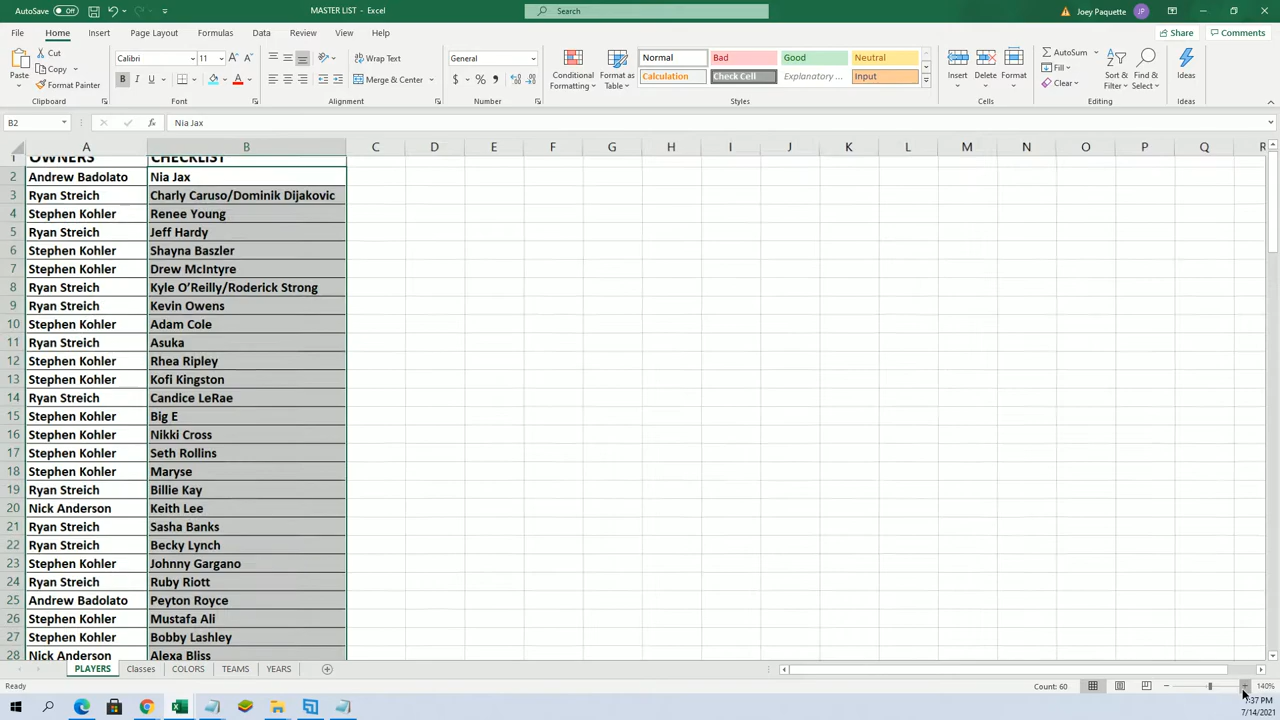 AutoSave Off MASTER LIST - Excel Search Joey Paquette JP
File Home Insert Page Layout Formulas Data Review View Help Share Comments
Paste Cut Copy Format Painter Clipboard
Calibri 11 B I U Font
Wrap Text Merge & Center Alignment
General $ % Number
Conditional Formatting Format as Table Normal Bad Good Neutral Calculation Check Cell Explanatory ... Input Styles
Insert Delete Format Cells
AutoSum Fill Clear Sort & Filter Find & Select Editing
Ideas Ideas
B2 fx Nia Jax
A B C D E F G H I J K L M N O P Q R
1 OWNERS CHECKLIST
2 Andrew Badolato Nia Jax
3 Ryan Streich Charly Caruso/Dominik Dijakovic
4 Stephen Kohler Renee Young
5 Ryan Streich Jeff Hardy
6 Stephen Kohler Shayna Baszler
7 Stephen Kohler Drew McIntyre
8 Ryan Streich Kyle O'Reilly/Roderick Strong
9 Ryan Streich Kevin Owens
10 Stephen Kohler Adam Cole
11 Ryan Streich Asuka
12 Stephen Kohler Rhea Ripley
13 Stephen Kohler Kofi Kingston
14 Ryan Streich Candice LeRae
15 Stephen Kohler Big E
16 Stephen Kohler Nikki Cross
17 Stephen Kohler Seth Rollins
18 Stephen Kohler Maryse
19 Ryan Streich Billie Kay
20 Nick Anderson Keith Lee
21 Ryan Streich Sasha Banks
22 Ryan Streich Becky Lynch
23 Stephen Kohler Johnny Gargano
24 Ryan Streich Ruby Riott
25 Andrew Badolato Peyton Royce
26 Stephen Kohler Mustafa Ali
27 Stephen Kohler Bobby Lashley
28 Nick Anderson Alexa Bliss
PLAYERS Classes COLORS TEAMS YEARS
Ready Count: 60 140%
7:37 PM
7/14/2021